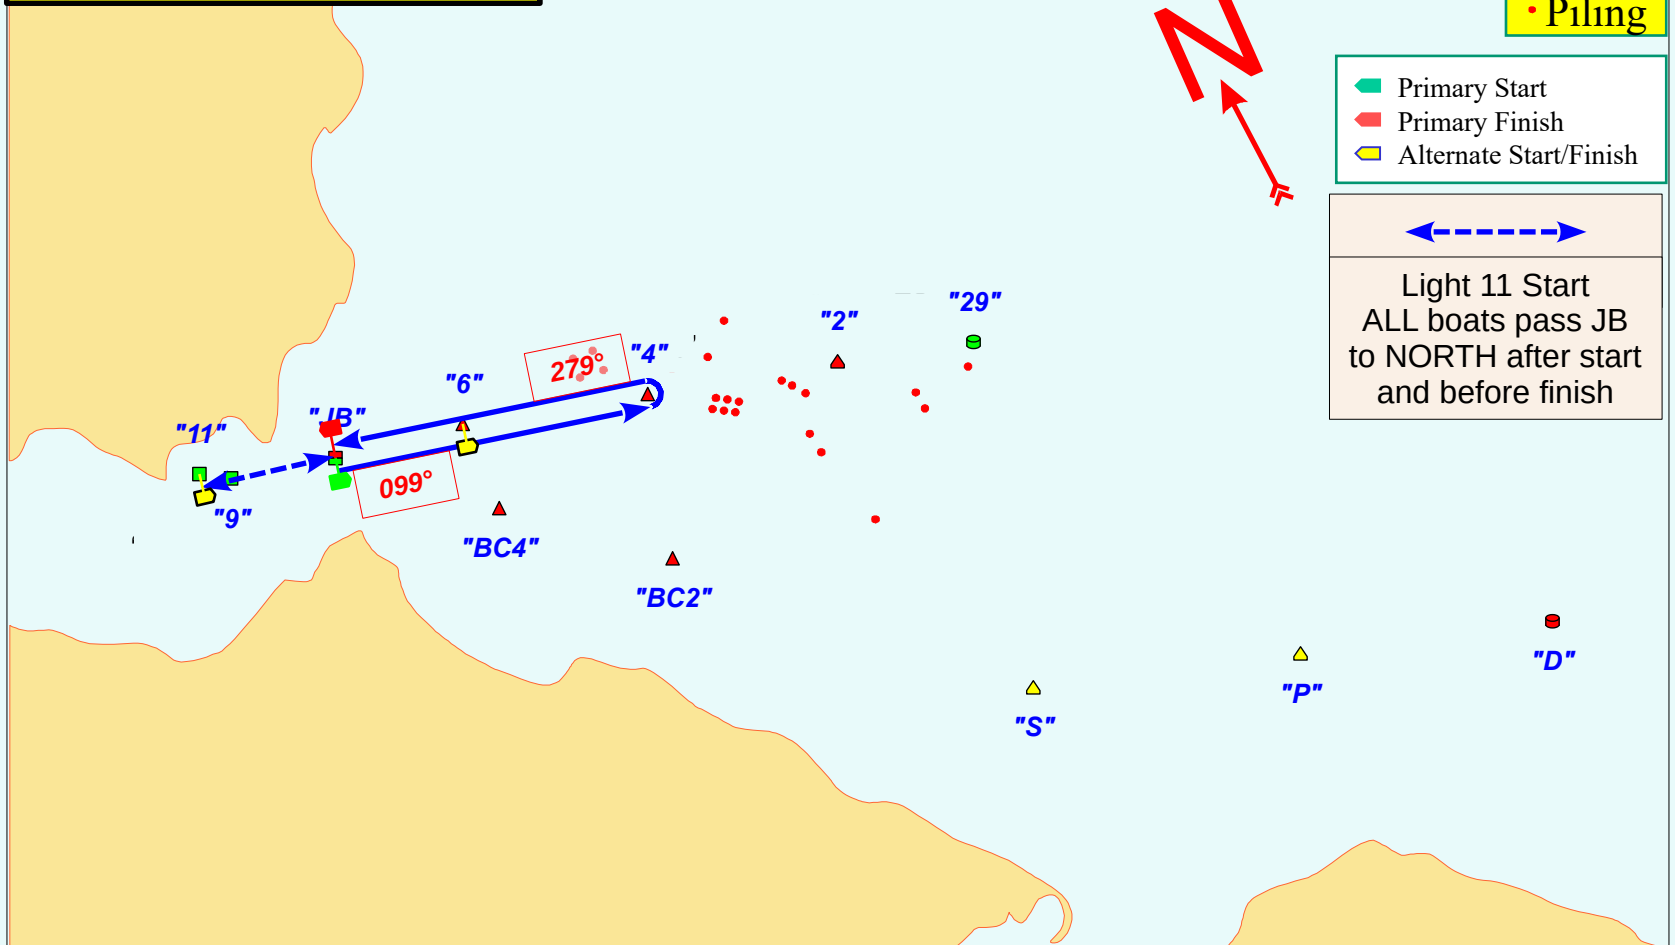 N
• Piling
Primary Start
Primary Finish
Alternate Start/Finish
Light 11 Start
ALL boats pass JB
to NORTH after start
and before finish
"29"
"2"
"4"
279°
"6"
"JB"
"11"
099°
"9"
"BC4"
"BC2"
"D"
"P"
"S"